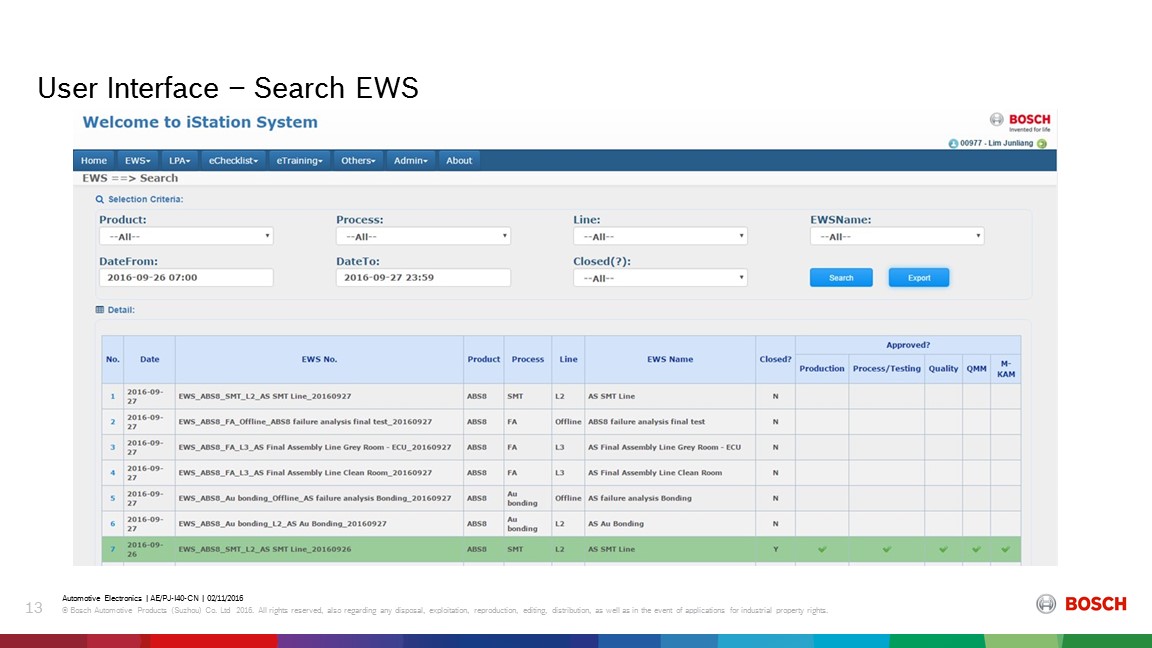 User Interface – Search EWS
Welcome to iStation System
BOSCH
Invented for life
00977 - Lim Junliang
Home EWS LPA eChecklist eTraining Others Admin About
EWS ==> Search
Selection Criteria:
Product: Process: Line: EWSName:
--All-- --All-- --All-- --All--
DateFrom: DateTo: Closed(?):
2016-09-26 07:00 2016-09-27 23:59 --All-- Search Export
Detail:
No. Date EWS No. Product Process Line EWS Name Closed? Approved?
Production Process/Testing Quality QMM M-KAM
1 2016-09-27 EWS_ABS8_SMT_L2_AS SMT Line_20160927 ABS8 SMT L2 AS SMT Line N
2 2016-09-27 EWS_ABS8_FA_Offline_ABS8 failure analysis final test_20160927 ABS8 FA Offline ABS8 failure analysis final test N
3 2016-09-27 EWS_ABS8_FA_L3_AS Final Assembly Line Grey Room - ECU_20160927 ABS8 FA L3 AS Final Assembly Line Grey Room - ECU N
4 2016-09-27 EWS_ABS8_FA_L3_AS Final Assembly Line Clean Room_20160927 ABS8 FA L3 AS Final Assembly Line Clean Room N
5 2016-09-27 EWS_ABS8_Au bonding_Offline_AS failure analysis Bonding_20160927 ABS8 Au bonding Offline AS failure analysis Bonding N
6 2016-09-27 EWS_ABS8_Au bonding_L2_AS Au Bonding_20160927 ABS8 Au bonding L2 AS Au Bonding N
7 2016-09-26 EWS_ABS8_SMT_L2_AS SMT Line_20160926 ABS8 SMT L2 AS SMT Line Y
13
Automotive Electronics | AE/PJ-I40-CN | 02/11/2016
© Bosch Automotive Products (Suzhou) Co. Ltd 2016. All rights reserved, also regarding any disposal, exploitation, reproduction, editing, distribution, as well as in the event of applications for industrial property rights.
BOSCH